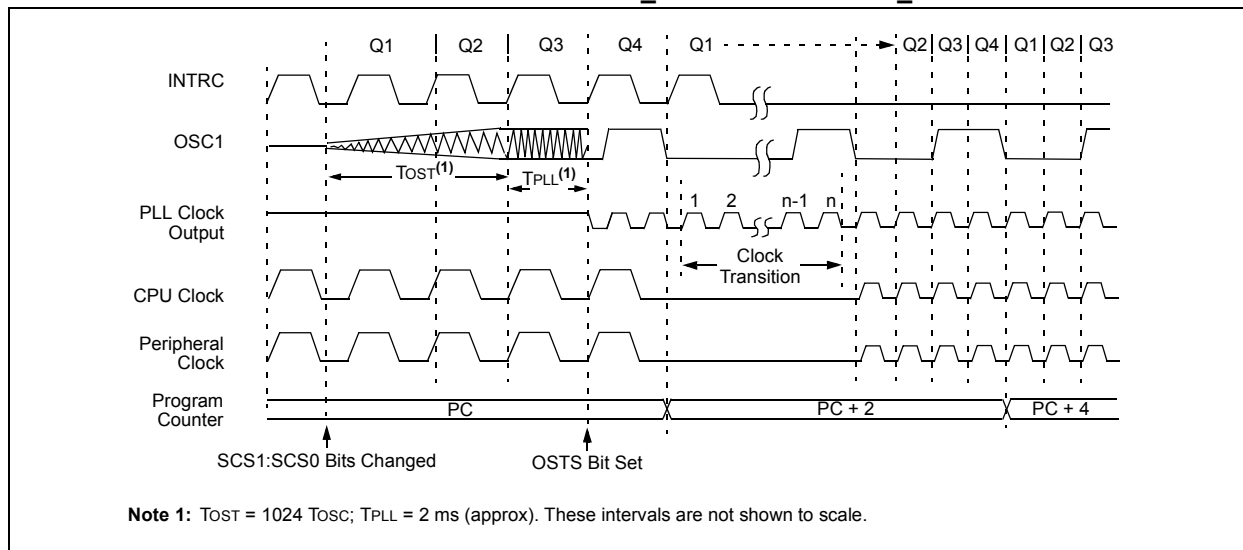 Q1 Q2 Q3 Q4 Q1 Q2 Q3 Q4 Q1 Q2 Q3
INTRC
OSC1
TOST(1)
TPLL(1)
PLL Clock
Output
1 2 n-1 n
Clock
Transition
CPU Clock
Peripheral
Clock
Program
Counter
PC PC + 2 PC + 4
SCS1:SCS0 Bits Changed OSTS Bit Set
Note 1: TOST = 1024 TOSC; TPLL = 2 ms (approx). These intervals are not shown to scale.